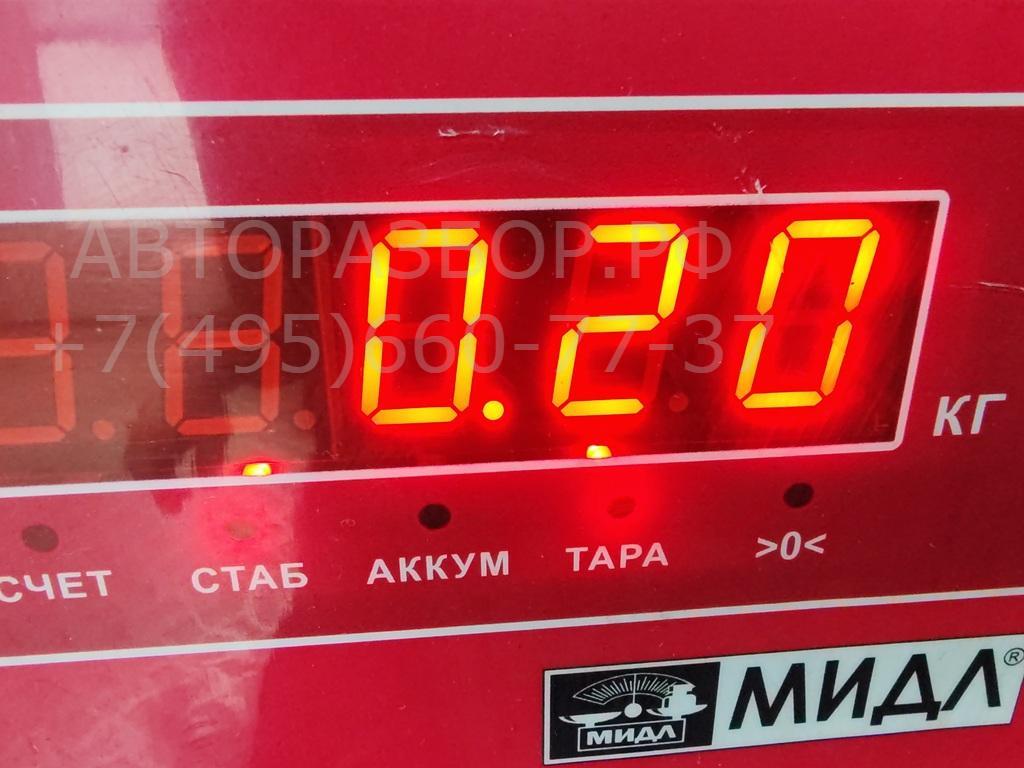 АВТОРАЗБОР.РФ
+7(495)660-77-37
0.20
КГ
СЧЕТ СТАБ АККУМ ТАРА >0<
МИДЛ МИДЛ®